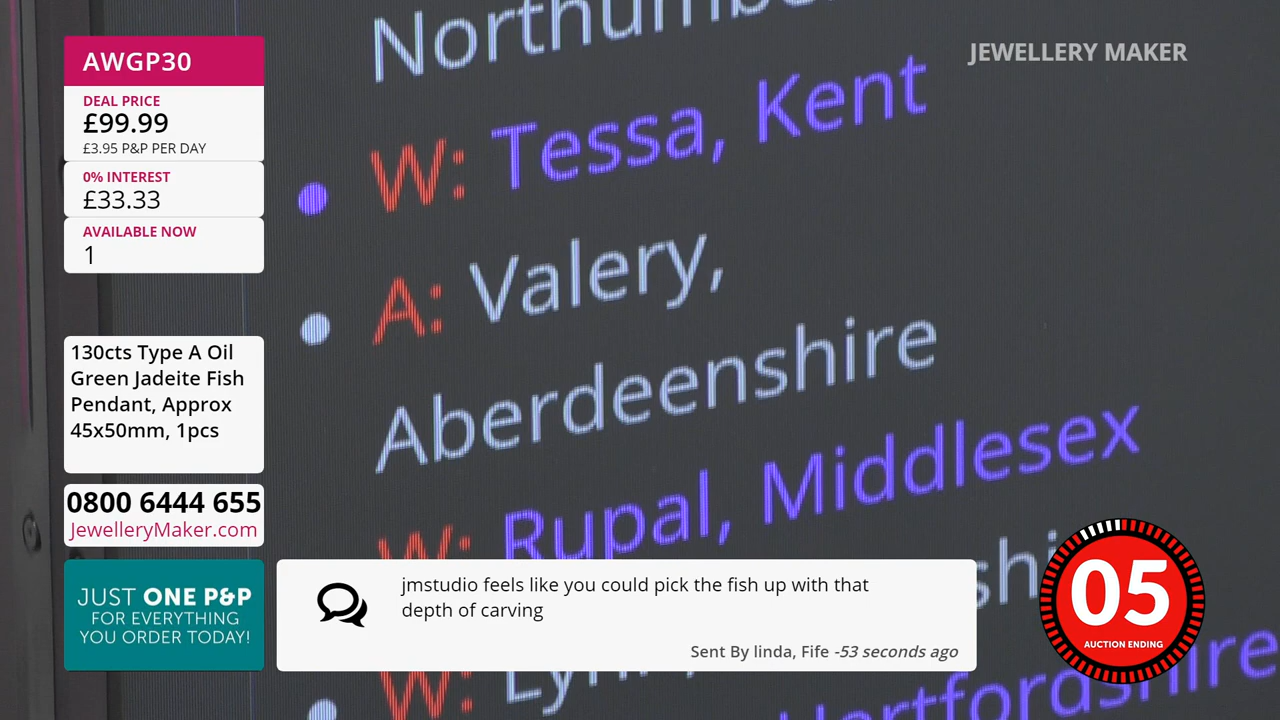 AWGP30
DEAL PRICE
£99.99
£3.95 P&P PER DAY
0% INTEREST
£33.33
AVAILABLE NOW
1
130cts Type A Oil
Green Jadeite Fish
Pendant, Approx
45x50mm, 1pcs
0800 6444 655
JewelleryMaker.com
JUST ONE P&P
FOR EVERYTHING
YOU ORDER TODAY!
JEWELLERY MAKER
W: Tessa, Kent
A: Valery,
Aberdeenshire
W: Rupal, Middlesex
W:
jmstudio feels like you could pick the fish up with that
depth of carving
Sent By linda, Fife -53 seconds ago
05
AUCTION ENDING